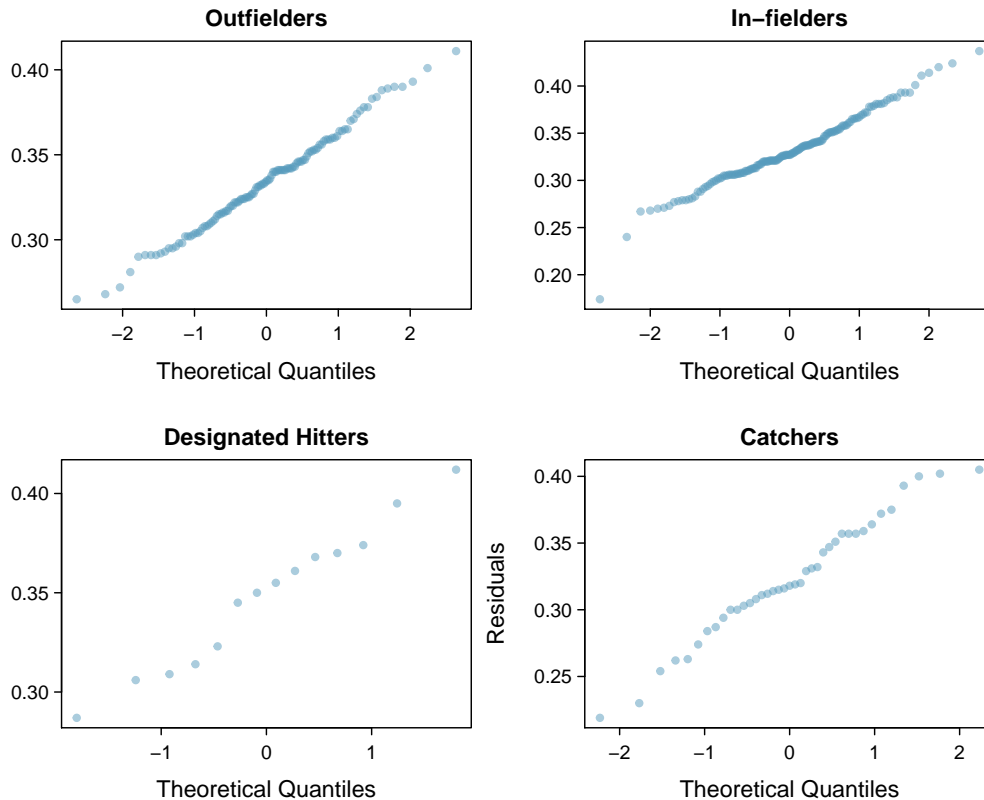 Outfielders
0.40
0.35
0.30
−2 −1 0 1 2
Theoretical Quantiles
In−fielders
0.40
0.35
0.30
0.25
0.20
−2 −1 0 1 2
Theoretical Quantiles
Designated Hitters
0.40
0.35
0.30
−1 0 1
Theoretical Quantiles
Catchers
Residuals
0.40
0.35
0.30
0.25
−2 −1 0 1 2
Theoretical Quantiles